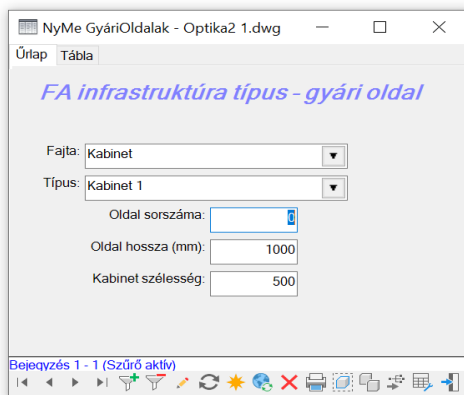 NyMe GyáriOldalak - Optika2 1.dwg
Űrlap Tábla
FA infrastruktúra típus - gyári oldal
Fajta: Kabinet
Típus: Kabinet 1
Oldal sorszáma: 0
Oldal hossza (mm): 1000
Kabinet szélesség: 500
Bejegyzés 1 - 1 (Szűrő aktív)